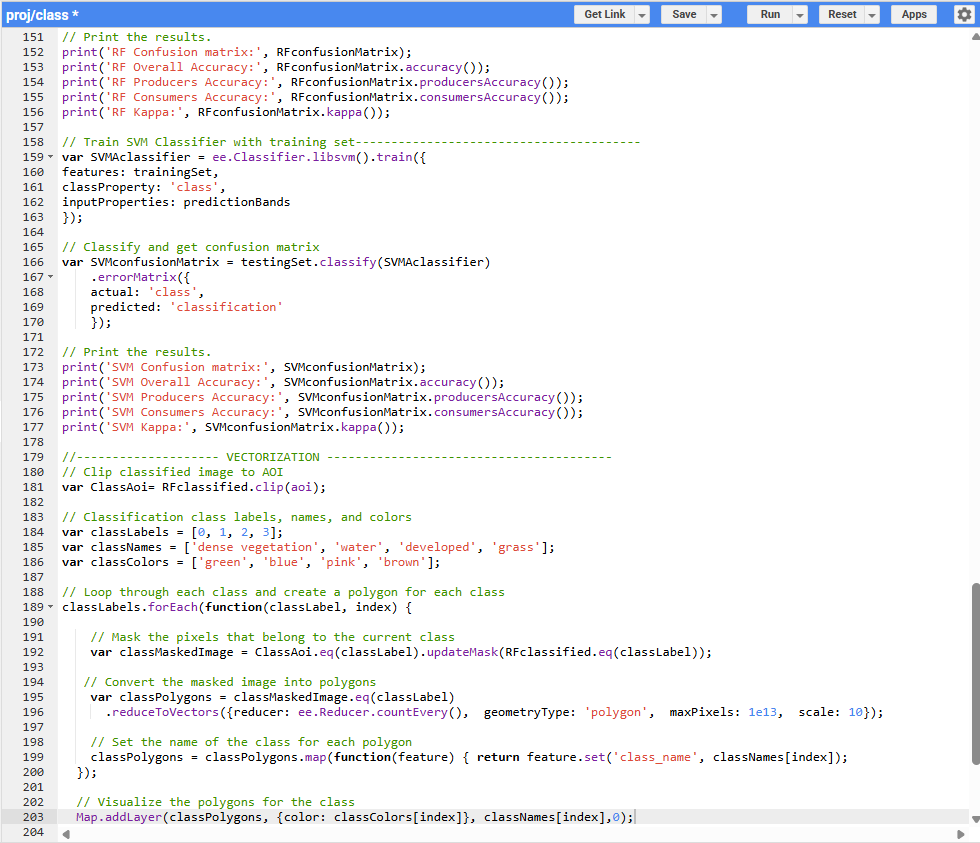 proj/class *
Get Link
Save
Run
Reset
Apps
151 // Print the results.
152 print('RF Confusion matrix:', RFconfusionMatrix);
153 print('RF Overall Accuracy:', RFconfusionMatrix.accuracy());
154 print('RF Producers Accuracy:', RFconfusionMatrix.producersAccuracy());
155 print('RF Consumers Accuracy:', RFconfusionMatrix.consumersAccuracy());
156 print('RF Kappa:', RFconfusionMatrix.kappa());
157
158 // Train SVM Classifier with training set----------------------------------------
159 var SVMAclassifier = ee.Classifier.libsvm().train({
160 features: trainingSet,
161 classProperty: 'class',
162 inputProperties: predictionBands
163 });
164
165 // Classify and get confusion matrix
166 var SVMconfusionMatrix = testingSet.classify(SVMAclassifier)
167     .errorMatrix({
168     actual: 'class',
169     predicted: 'classification'
170     });
171
172 // Print the results.
173 print('SVM Confusion matrix:', SVMconfusionMatrix);
174 print('SVM Overall Accuracy:', SVMconfusionMatrix.accuracy());
175 print('SVM Producers Accuracy:', SVMconfusionMatrix.producersAccuracy());
176 print('SVM Consumers Accuracy:', SVMconfusionMatrix.consumersAccuracy());
177 print('SVM Kappa:', SVMconfusionMatrix.kappa());
178
179 //-------------------- VECTORIZATION ----------------------------------------
180 // Clip classified image to AOI
181 var ClassAoi= RFclassified.clip(aoi);
182
183 // Classification class labels, names, and colors
184 var classLabels = [0, 1, 2, 3];
185 var classNames = ['dense vegetation', 'water', 'developed', 'grass'];
186 var classColors = ['green', 'blue', 'pink', 'brown'];
187
188 // Loop through each class and create a polygon for each class
189 classLabels.forEach(function(classLabel, index) {
190
191     // Mask the pixels that belong to the current class
192     var classMaskedImage = ClassAoi.eq(classLabel).updateMask(RFclassified.eq(classLabel));
193
194    // Convert the masked image into polygons
195     var classPolygons = classMaskedImage.eq(classLabel)
196       .reduceToVectors({reducer: ee.Reducer.countEvery(),  geometryType: 'polygon',  maxPixels: 1e13,  scale: 10});
197
198     // Set the name of the class for each polygon
199     classPolygons = classPolygons.map(function(feature) { return feature.set('class_name', classNames[index]);
200   });
201
202   // Visualize the polygons for the class
203   Map.addLayer(classPolygons, {color: classColors[index]}, classNames[index],0);
204